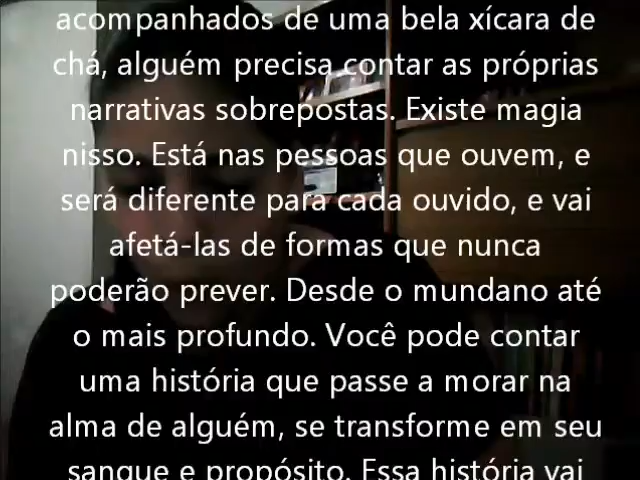 acompanhados de uma bela xícara de
chá, alguém precisa contar as próprias
narrativas sobrepostas. Existe magia
nisso. Está nas pessoas que ouvem, e
será diferente para cada ouvido, e vai
afetá-las de formas que nunca
poderão prever. Desde o mundano até
o mais profundo. Você pode contar
uma história que passe a morar na
alma de alguém, se transforme em seu
sangue e propósito. Essa história vai